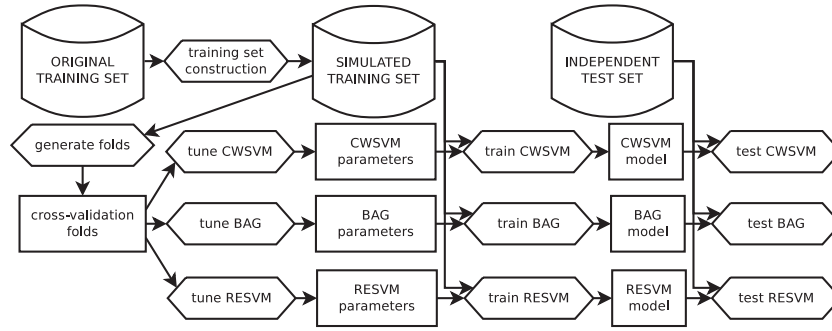 ORIGINAL
TRAINING SET
training set
construction
SIMULATED
TRAINING SET
INDEPENDENT
TEST SET
generate folds
cross-validation
folds
tune CWSVM
CWSVM
parameters
train CWSVM
CWSVM
model
test CWSVM
tune BAG
BAG
parameters
train BAG
BAG
model
test BAG
tune RESVM
RESVM
parameters
train RESVM
RESVM
model
test RESVM